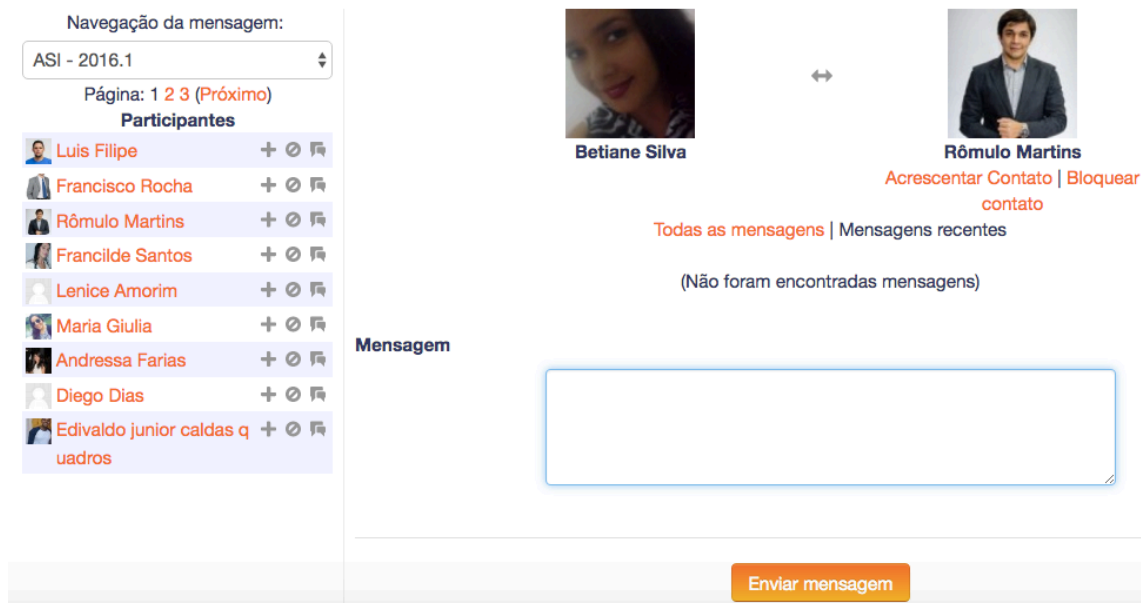 Navegação da mensagem:
ASI - 2016.1
Página: 1 2 3 (Próximo)
Participantes
Luis Filipe
Francisco Rocha
Rômulo Martins
Francilde Santos
Lenice Amorim
Maria Giulia
Andressa Farias
Diego Dias
Edivaldo junior caldas q
uadros
Betiane Silva
Rômulo Martins
Acrescentar Contato | Bloquear
contato
Todas as mensagens | Mensagens recentes
(Não foram encontradas mensagens)
Mensagem
Enviar mensagem